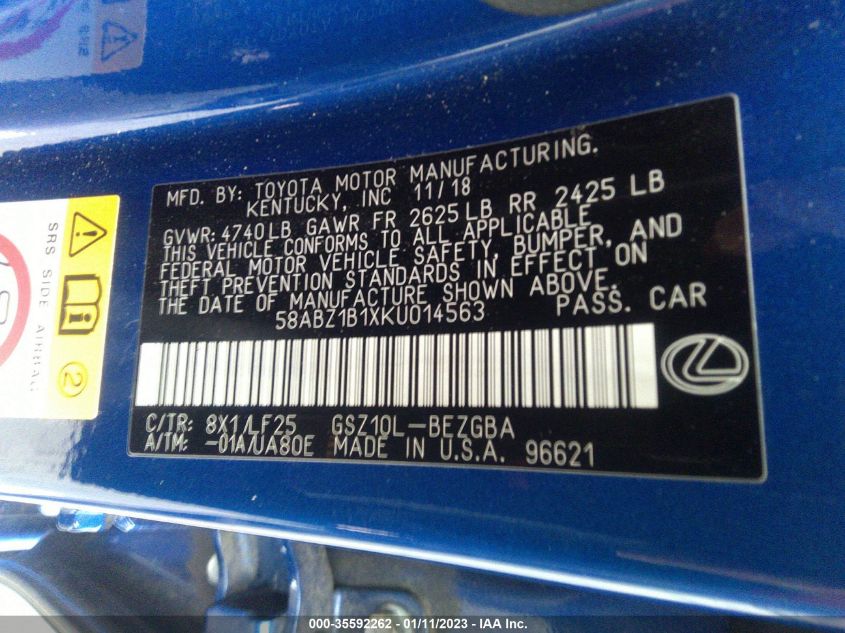 MFD. BY: TOYOTA MOTOR MANUFACTURING.
KENTUCKY, INC 11/18
GVWR: 4740LB GAWR FR 2625LB RR 2425 LB
THIS VEHICLE CONFORMS TO ALL APPLICABLE
FEDERAL MOTOR VEHICLE SAFETY, BUMPER, AND
THEFT PREVENTION STANDARDS IN EFFECT ON
THE DATE OF MANUFACTURE SHOWN ABOVE.
58ABZ1B1XKU014563 PASS. CAR
C/TR: 8X1/LF25 GSZ10L-BEZGBA
A/TM: -01A/UA80E MADE IN U.S.A. 96621
SRS SIDE AIRBAG
2
000-35592262 - 01/11/2023 - IAA Inc.